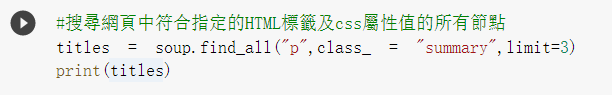 #搜尋網頁中符合指定的HTML標籤及css屬性值的所有節點
titles = soup.find_all("p",class_ = "summary",limit=3)
print(titles)